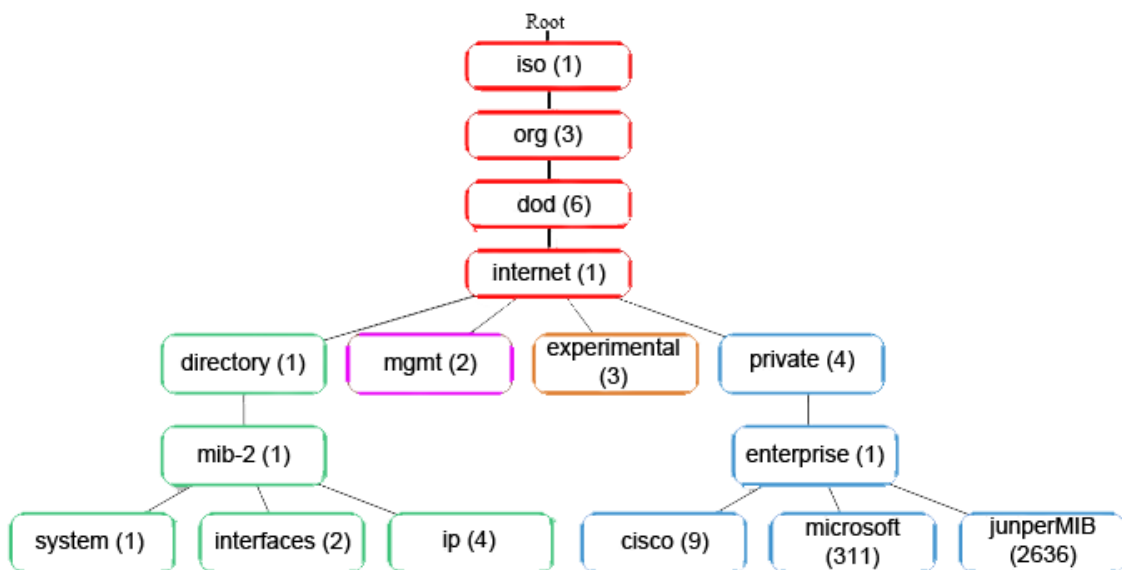 Root
iso (1)
org (3)
dod (6)
internet (1)
directory (1)
mgmt (2)
experimental
(3)
private (4)
mib-2 (1)
enterprise (1)
system (1)
interfaces (2)
ip (4)
cisco (9)
microsoft
(311)
junperMIB
(2636)